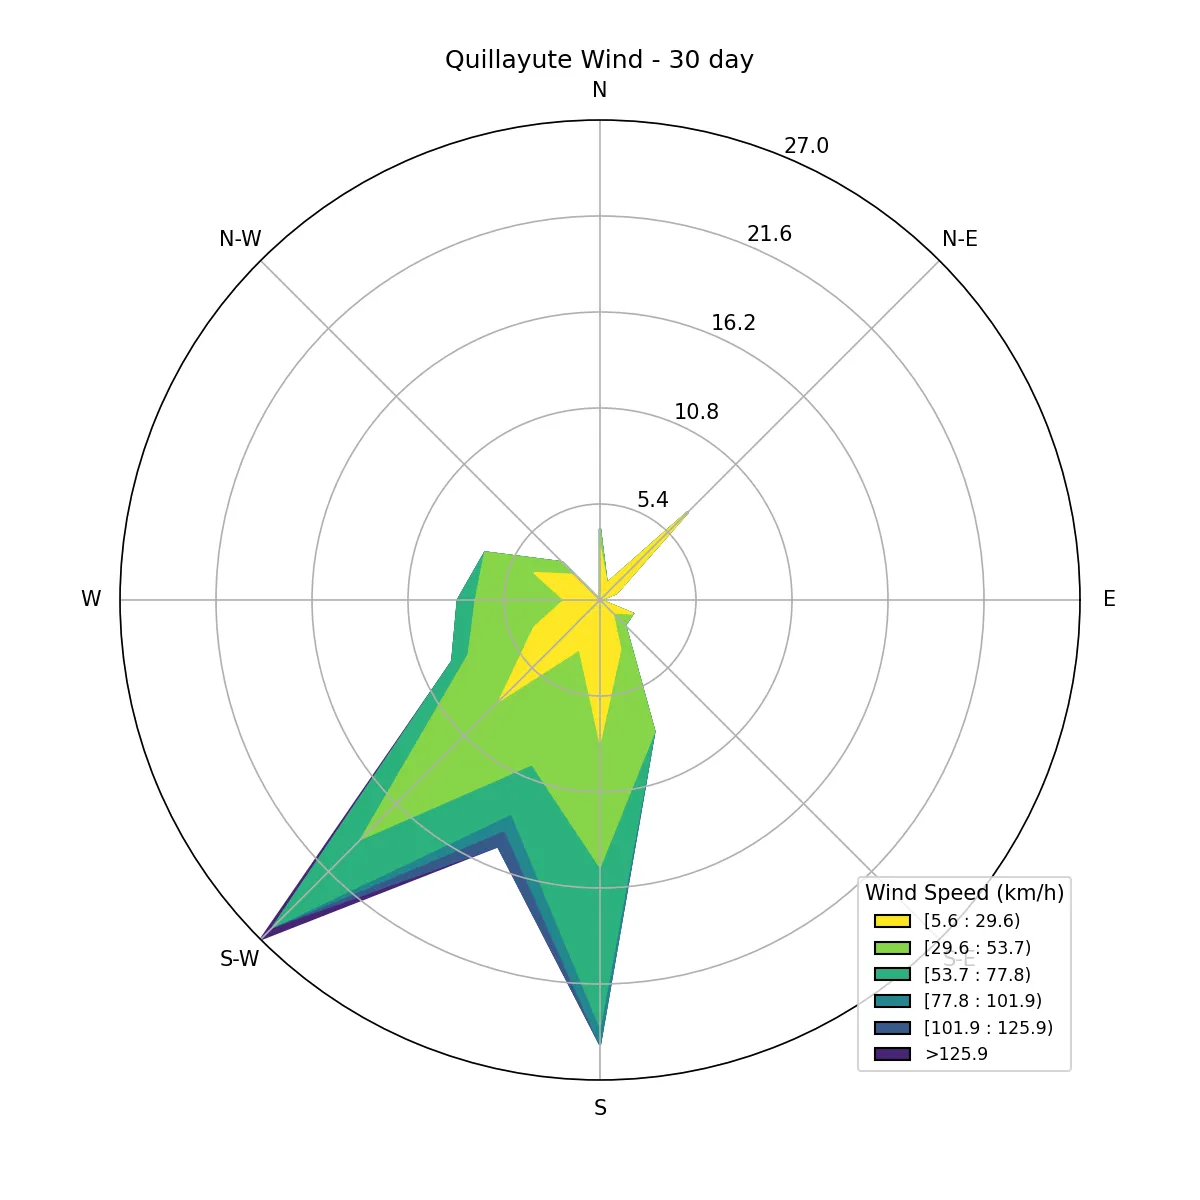 Quillayute Wind - 30 day
N
27.0
N-W
21.6
N-E
16.2
10.8
5.4
W
E
S-W
S-E
S
Wind Speed (km/h)
[5.6 : 29.6)
[29.6 : 53.7)
[53.7 : 77.8)
[77.8 : 101.9)
[101.9 : 125.9)
>125.9